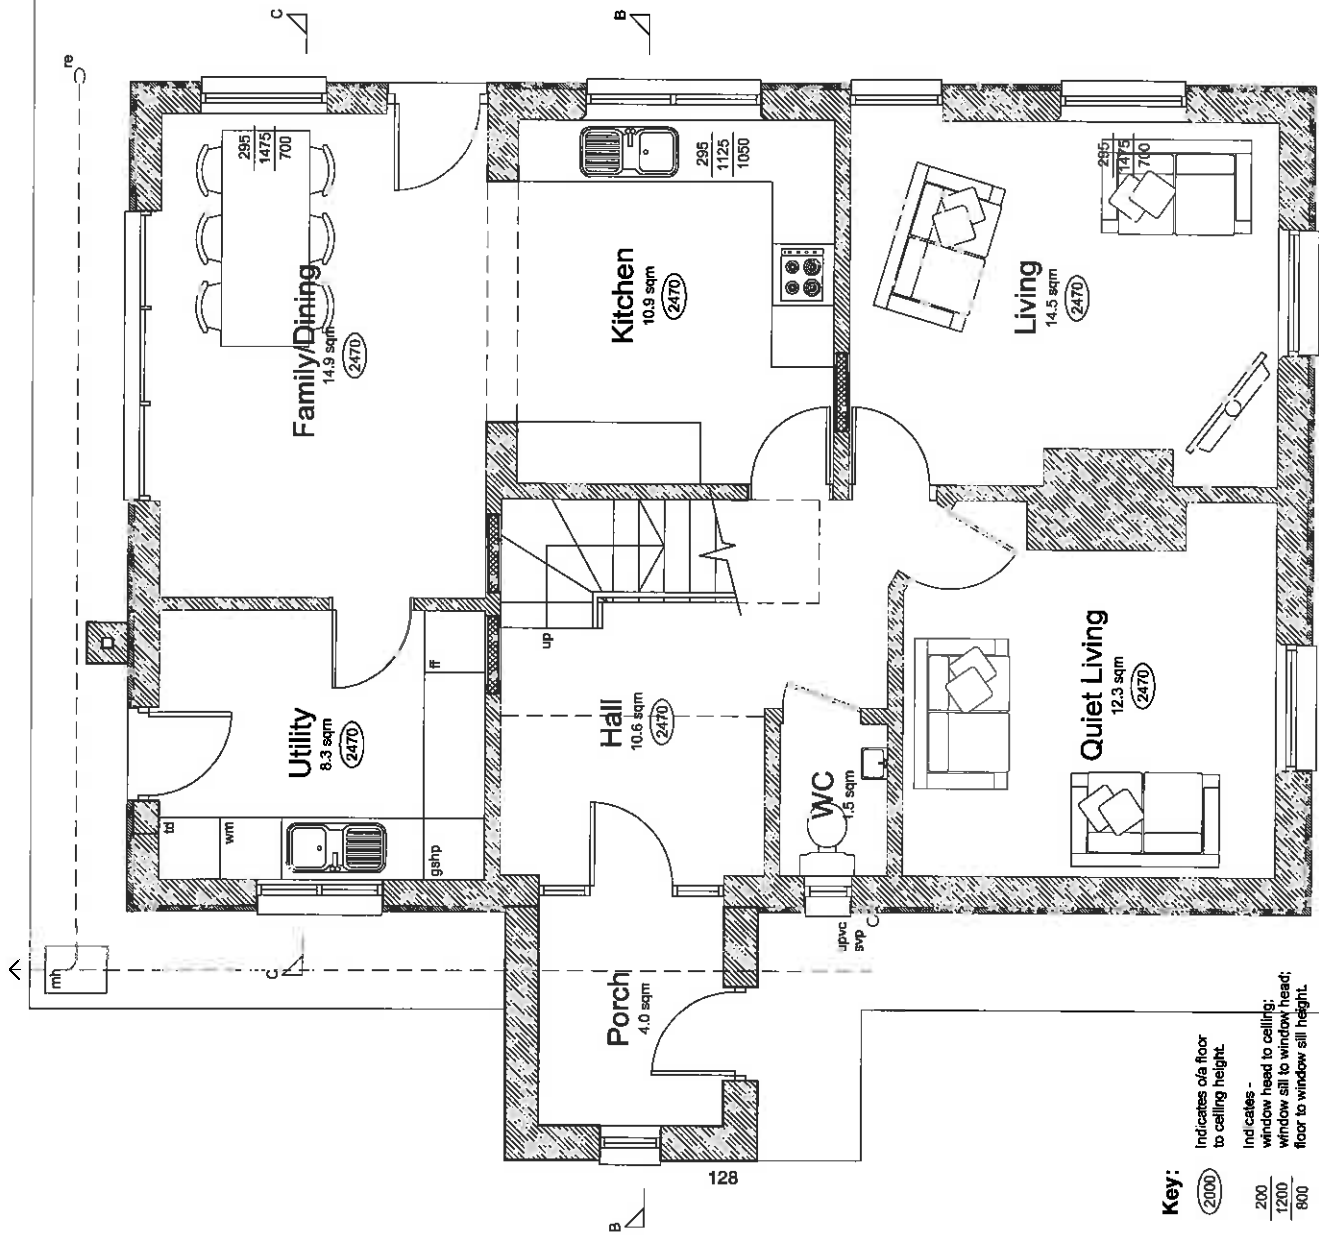 C
B
re
295
1475
700
Family/Dining
14.9 sqm
2470
295
1125
1050
Kitchen
10.9 sqm
2470
295
1475
700
Living
14.5 sqm
2470
up
ff
Utility
8.3 sqm
2470
td
wm
gshp
Hall
10.6 sqm
2470
WC
1.5 sqm
Quiet Living
12.3 sqm
2470
upvc
svp
mh
C
Porch
4.0 sqm
128
B
Key:
2000
Indicates o/a floor
to ceiling height.
200
1200
800
Indicates -
window head to ceiling;
window sill to window head;
floor to window sill height.